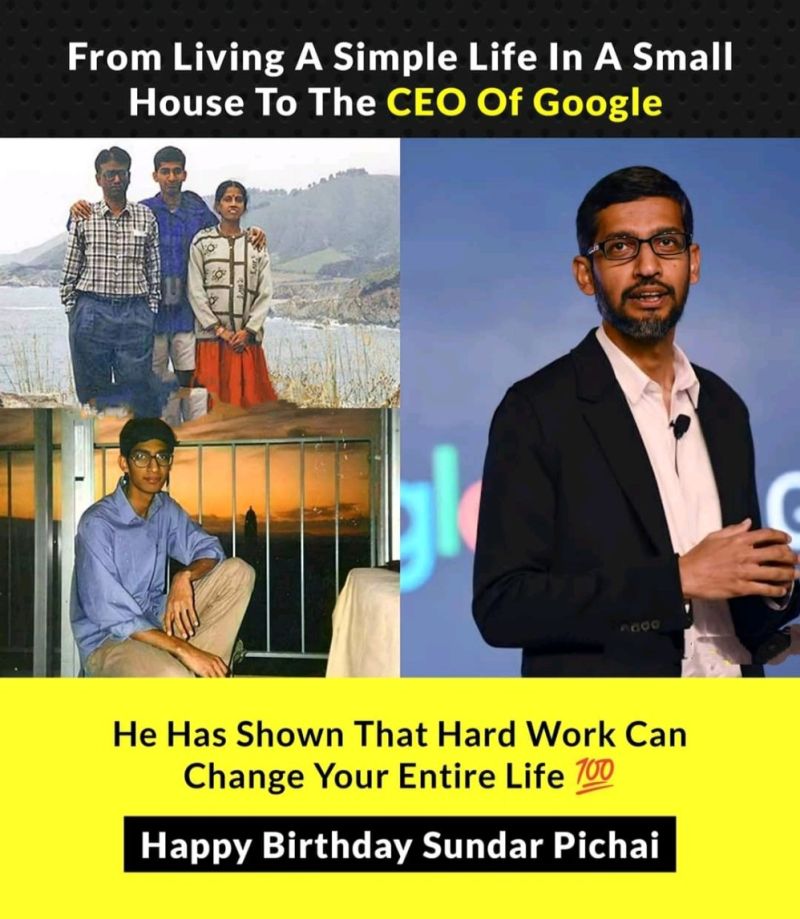 From Living A Simple Life In A Small
House To The CEO Of Google
gl
He Has Shown That Hard Work Can
Change Your Entire Life 💯
Happy Birthday Sundar Pichai